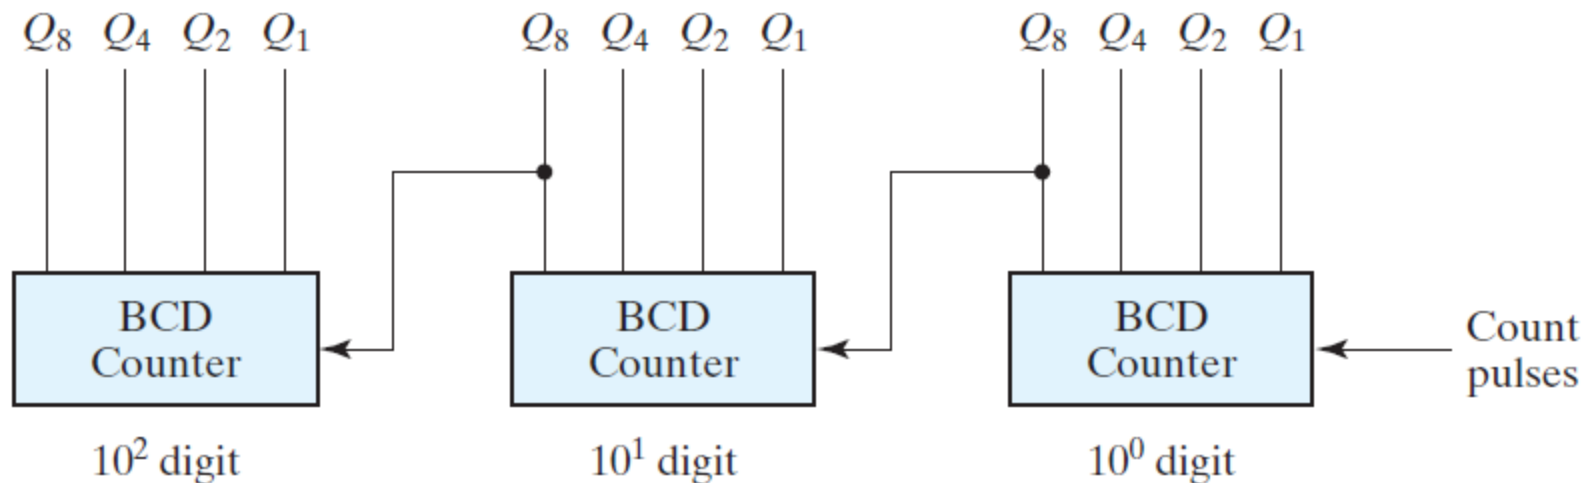 Q₈ Q₄ Q₂ Q₁ Q₈ Q₄ Q₂ Q₁ Q₈ Q₄ Q₂ Q₁
BCD
Counter
BCD
Counter
BCD
Counter
Count
pulses
10² digit
10¹ digit
10⁰ digit